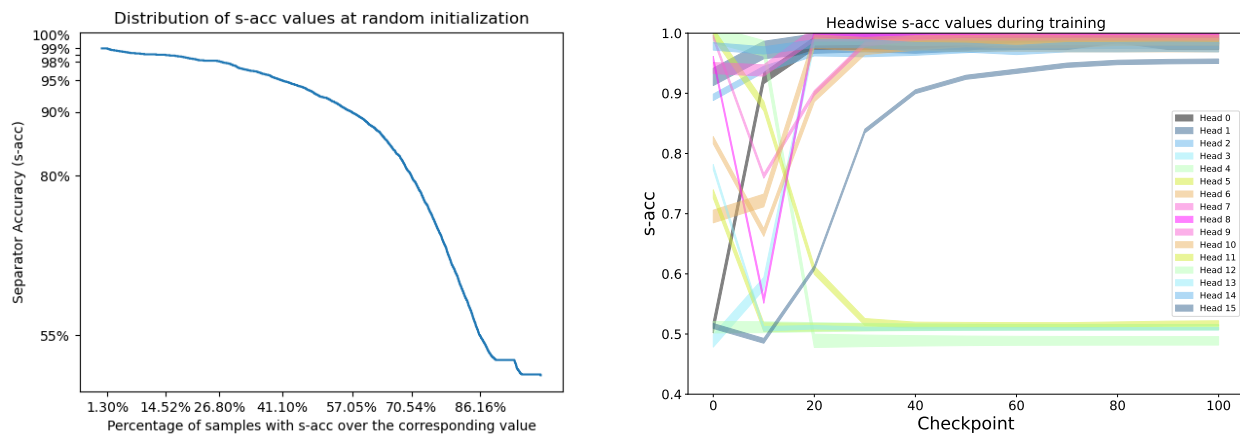 Distribution of s-acc values at random initialization
Separator Accuracy (s-acc)
100%
99%
98%
95%
90%
80%
55%
1.30% 14.52% 26.80% 41.10% 57.05% 70.54% 86.16%
Percentage of samples with s-acc over the corresponding value
Headwise s-acc values during training
s-acc
1.0
0.9
0.8
0.7
0.6
0.5
0.4
Head 0
Head 1
Head 2
Head 3
Head 4
Head 5
Head 6
Head 7
Head 8
Head 9
Head 10
Head 11
Head 12
Head 13
Head 14
Head 15
0 20 40 60 80 100
Checkpoint